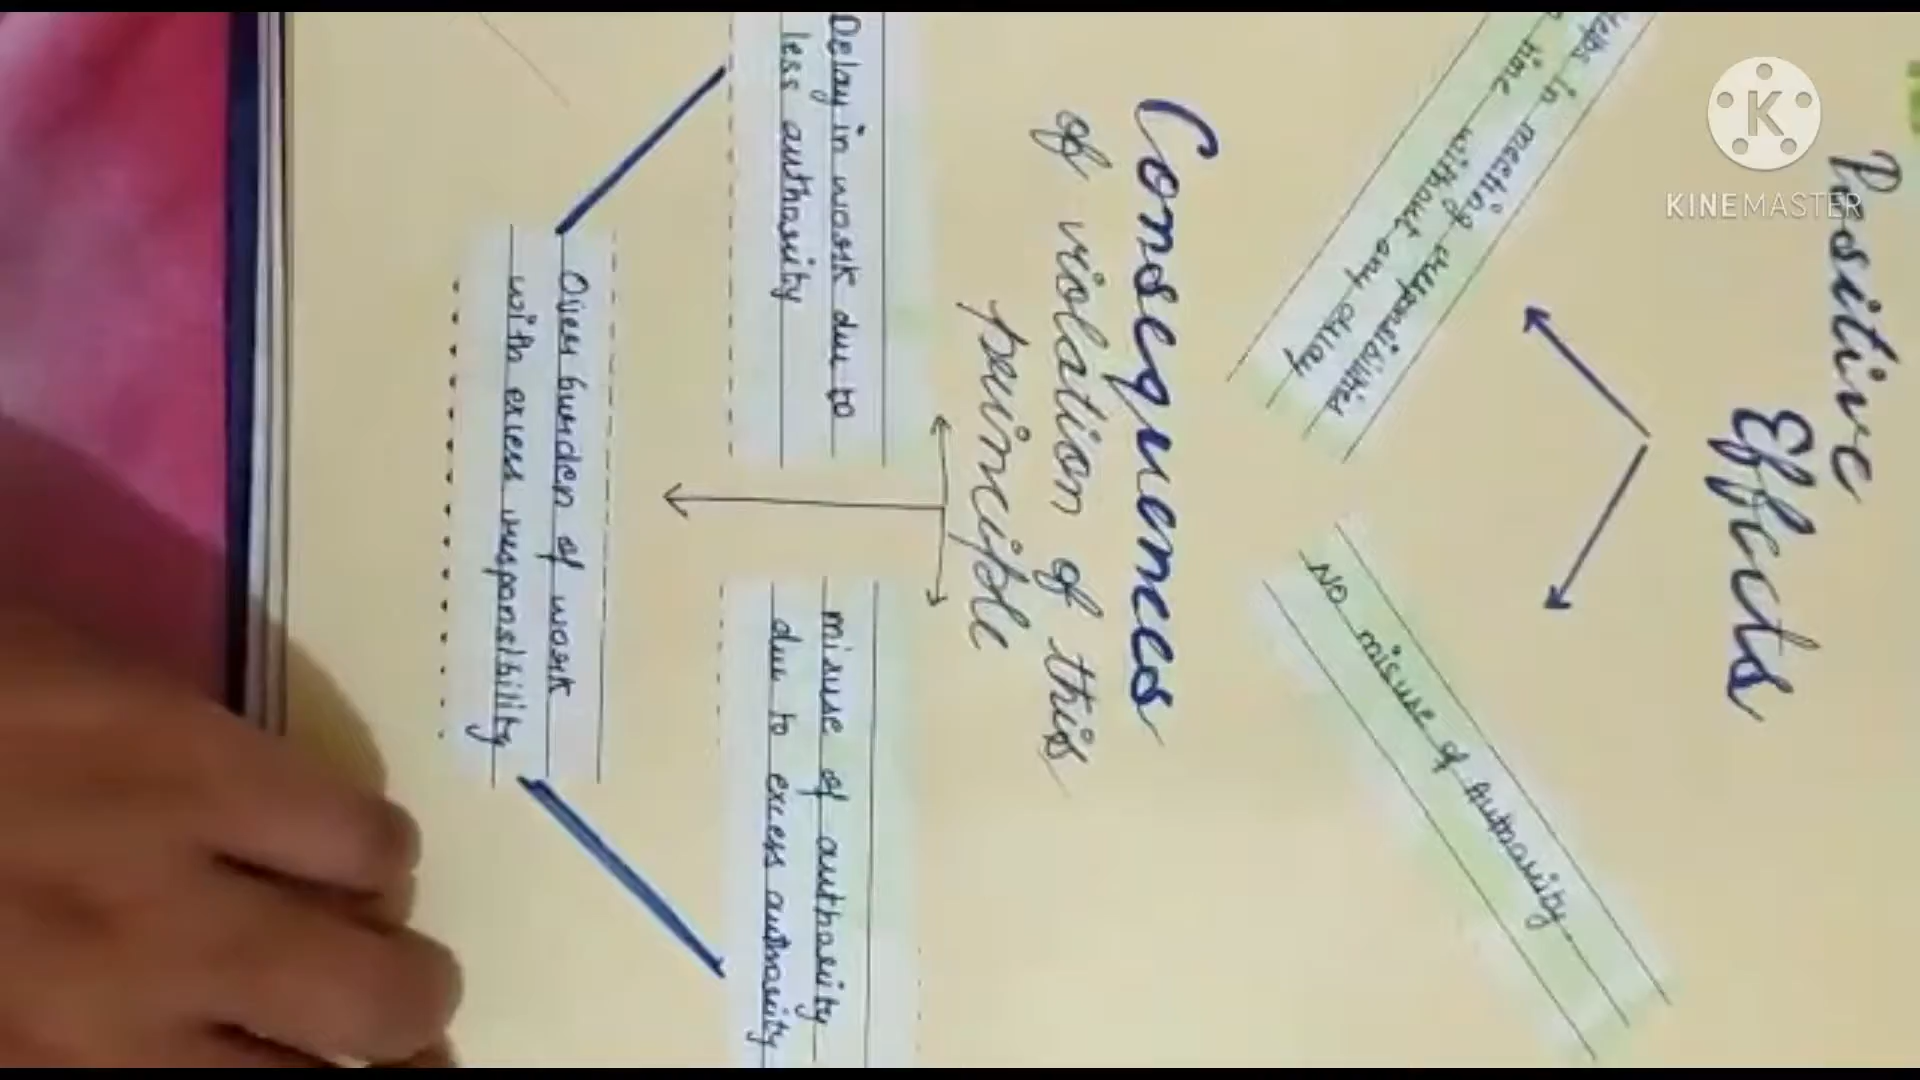 Positive
Effects
Helps in meeting responsibilities
time without any delay
NO misuse of Authority.
Consequences
of violation of this
principle
Delay in work due to
less authority
misuse of authority
due to excess authority
Over burden of work
with excess responsibility
KINEMASTER